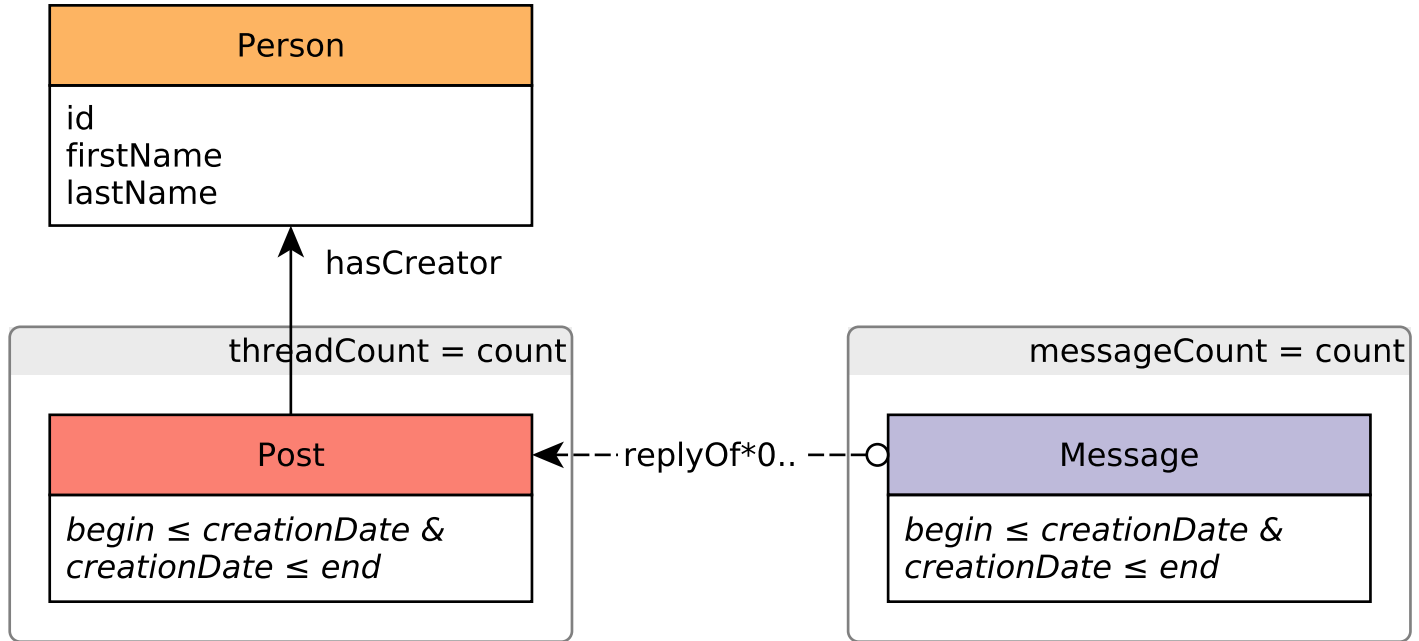 Person
id
firstName
lastName
hasCreator
threadCount = count
messageCount = count
Post
replyOf*0..
Message
begin ≤ creationDate &
creationDate ≤ end
begin ≤ creationDate &
creationDate ≤ end